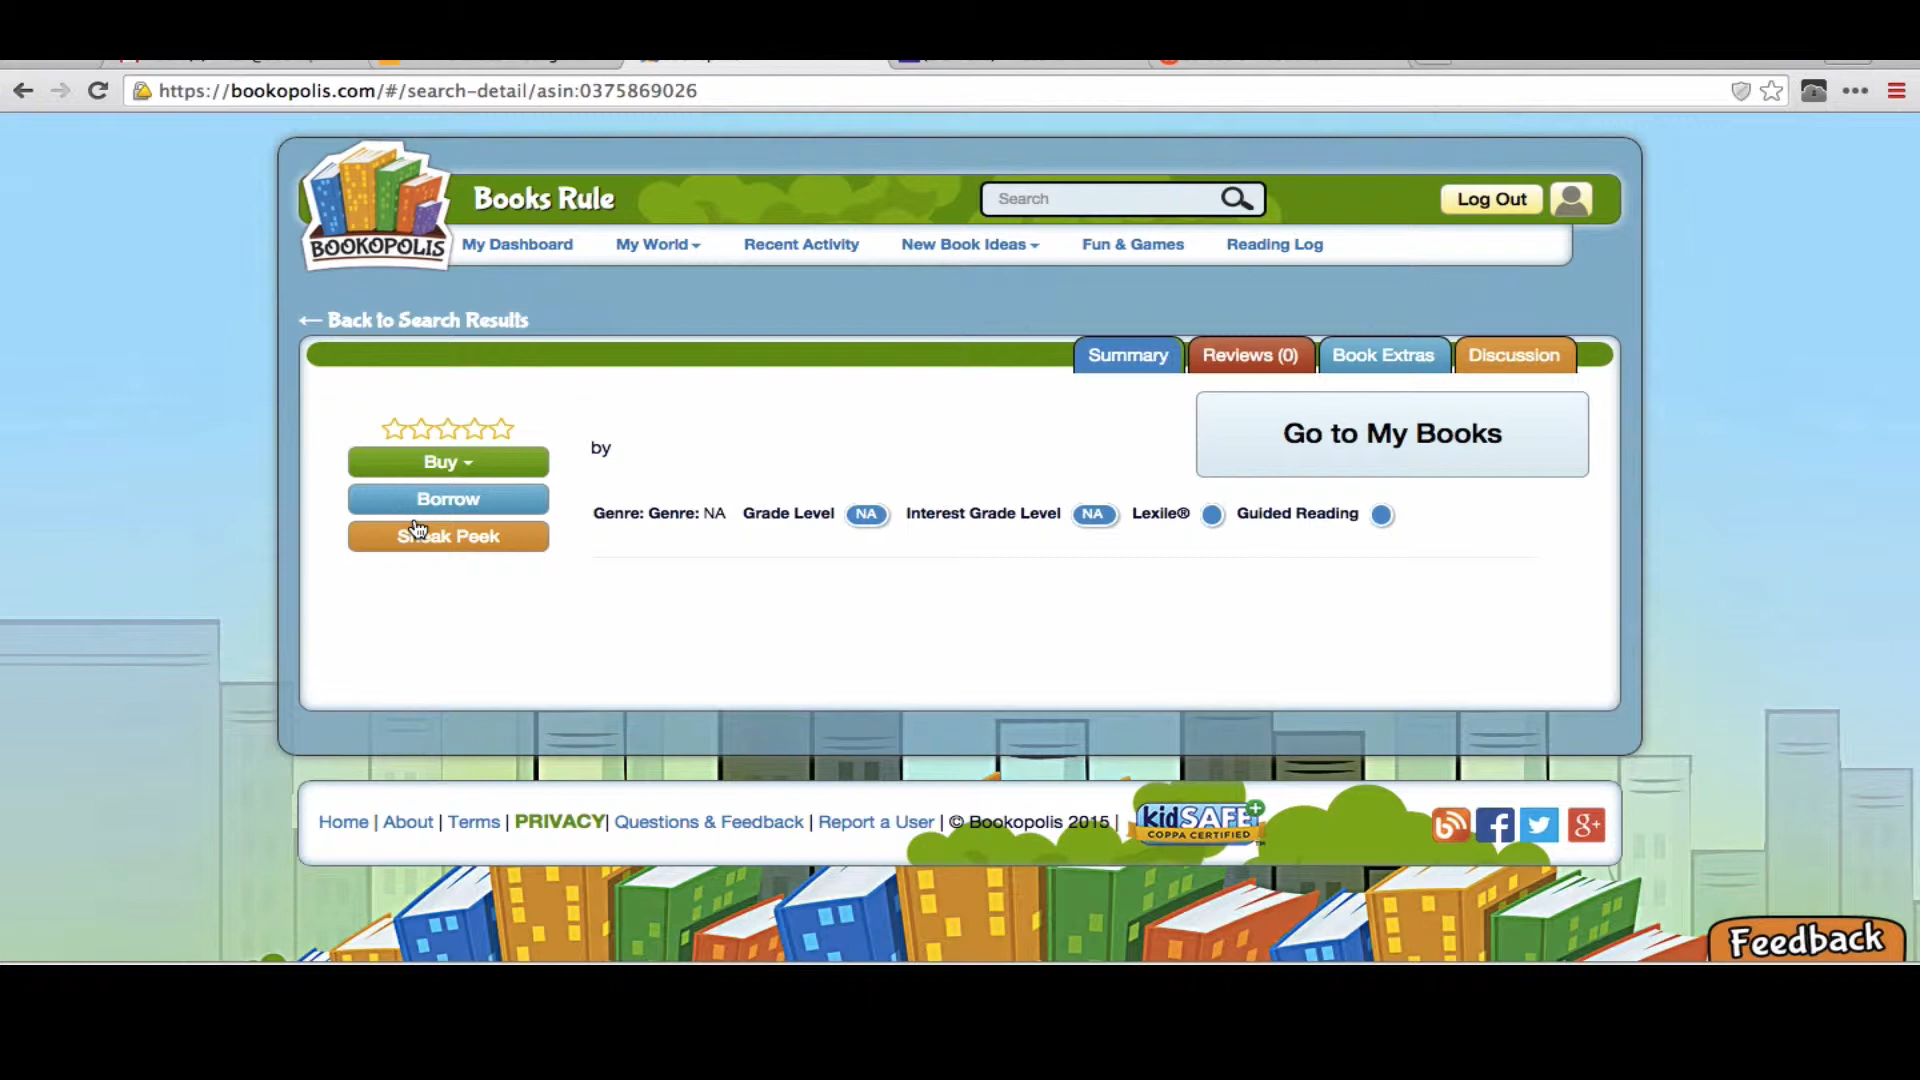 https://bookopolis.com/#/search-detail/asin:0375869026
BOOKOPOLIS
Books Rule
Search
Log Out
My Dashboard
My World
Recent Activity
New Book Ideas
Fun & Games
Reading Log
← Back to Search Results
Summary
Reviews (0)
Book Extras
Discussion
Buy
Borrow
Sneak Peek
by
Go to My Books
Genre: Genre: NA Grade Level NA Interest Grade Level NA Lexile® Guided Reading
Home | About | Terms | PRIVACY| Questions & Feedback | Report a User | © Bookopolis 2015 |
kidSAFE+
COPPA CERTIFIED™
g+
Feedback